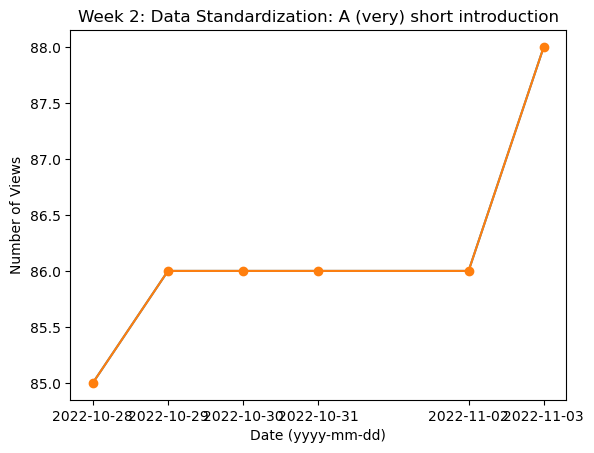 Week 2: Data Standardization: A (very) short introduction
Number of Views
88.0
87.5
87.0
86.5
86.0
85.5
85.0
2022-10-28 2022-10-29 2022-10-30 2022-10-31 2022-11-02 2022-11-03
Date (yyyy-mm-dd)